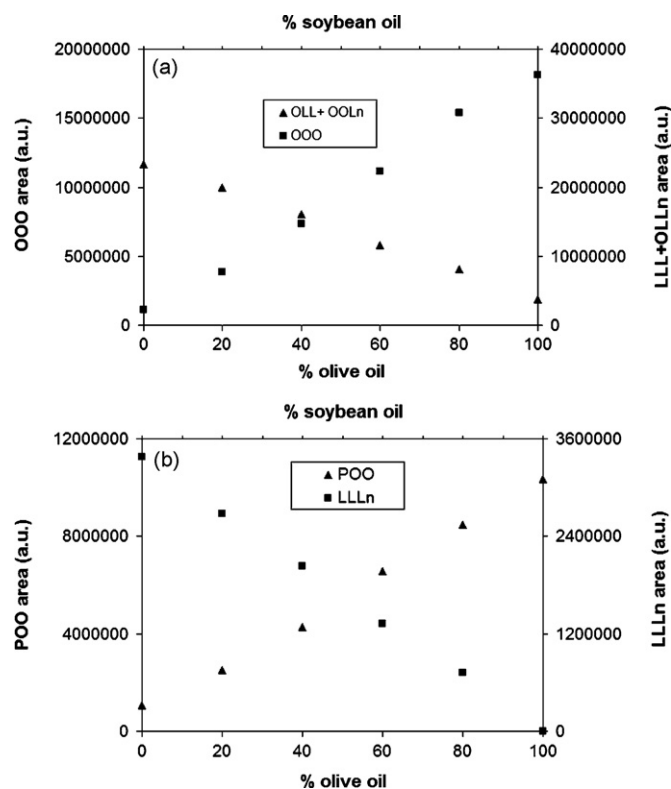 % soybean oil
20000000
15000000
10000000
5000000
0
OOO area (a.u.)
(a)
OLL+ OOLn
OOO
40000000
30000000
20000000
10000000
0
LLL+OLLn area (a.u.)
0 20 40 60 80 100
% olive oil
% soybean oil
12000000
8000000
4000000
0
POO area (a.u.)
(b)
POO
LLLn
3600000
2400000
1200000
0
LLLn area (a.u.)
0 20 40 60 80 100
% olive oil